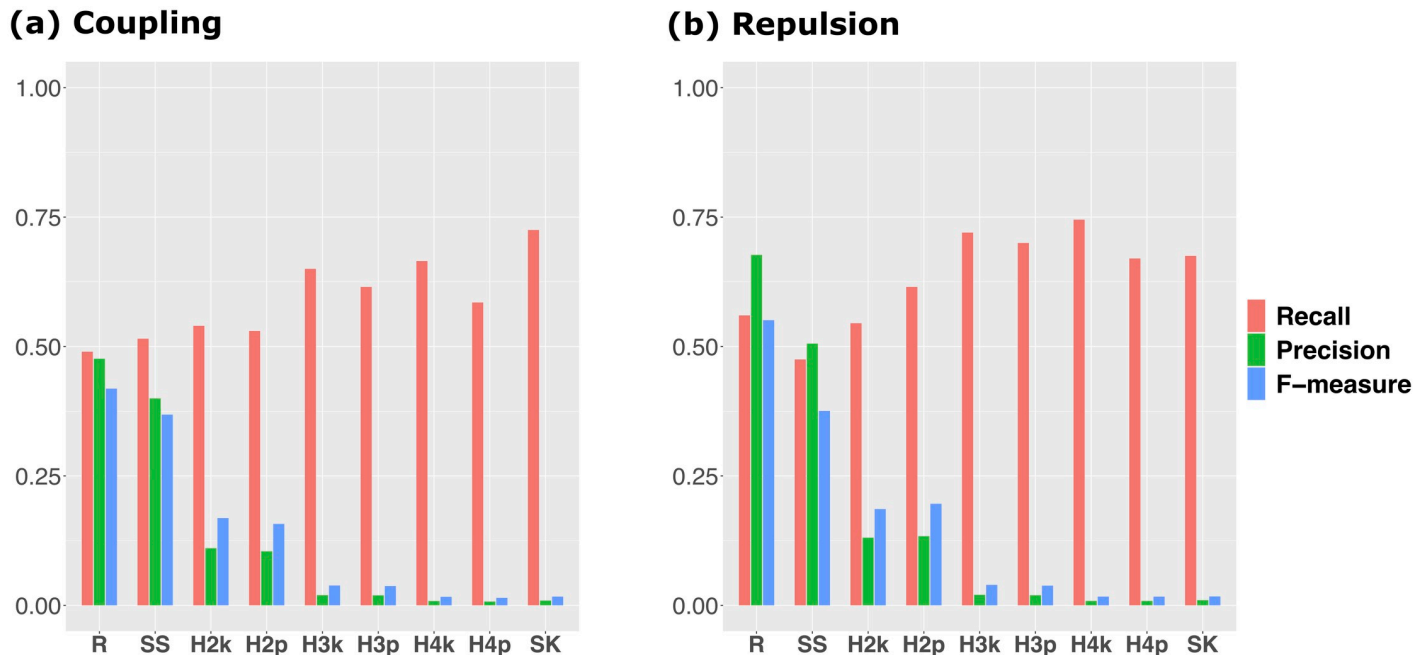 (a) Coupling
1.00
0.75
0.50
0.25
0.00
R SS H2k H2p H3k H3p H4k H4p SK
(b) Repulsion
1.00
0.75
0.50
0.25
0.00
R SS H2k H2p H3k H3p H4k H4p SK
Recall
Precision
F−measure